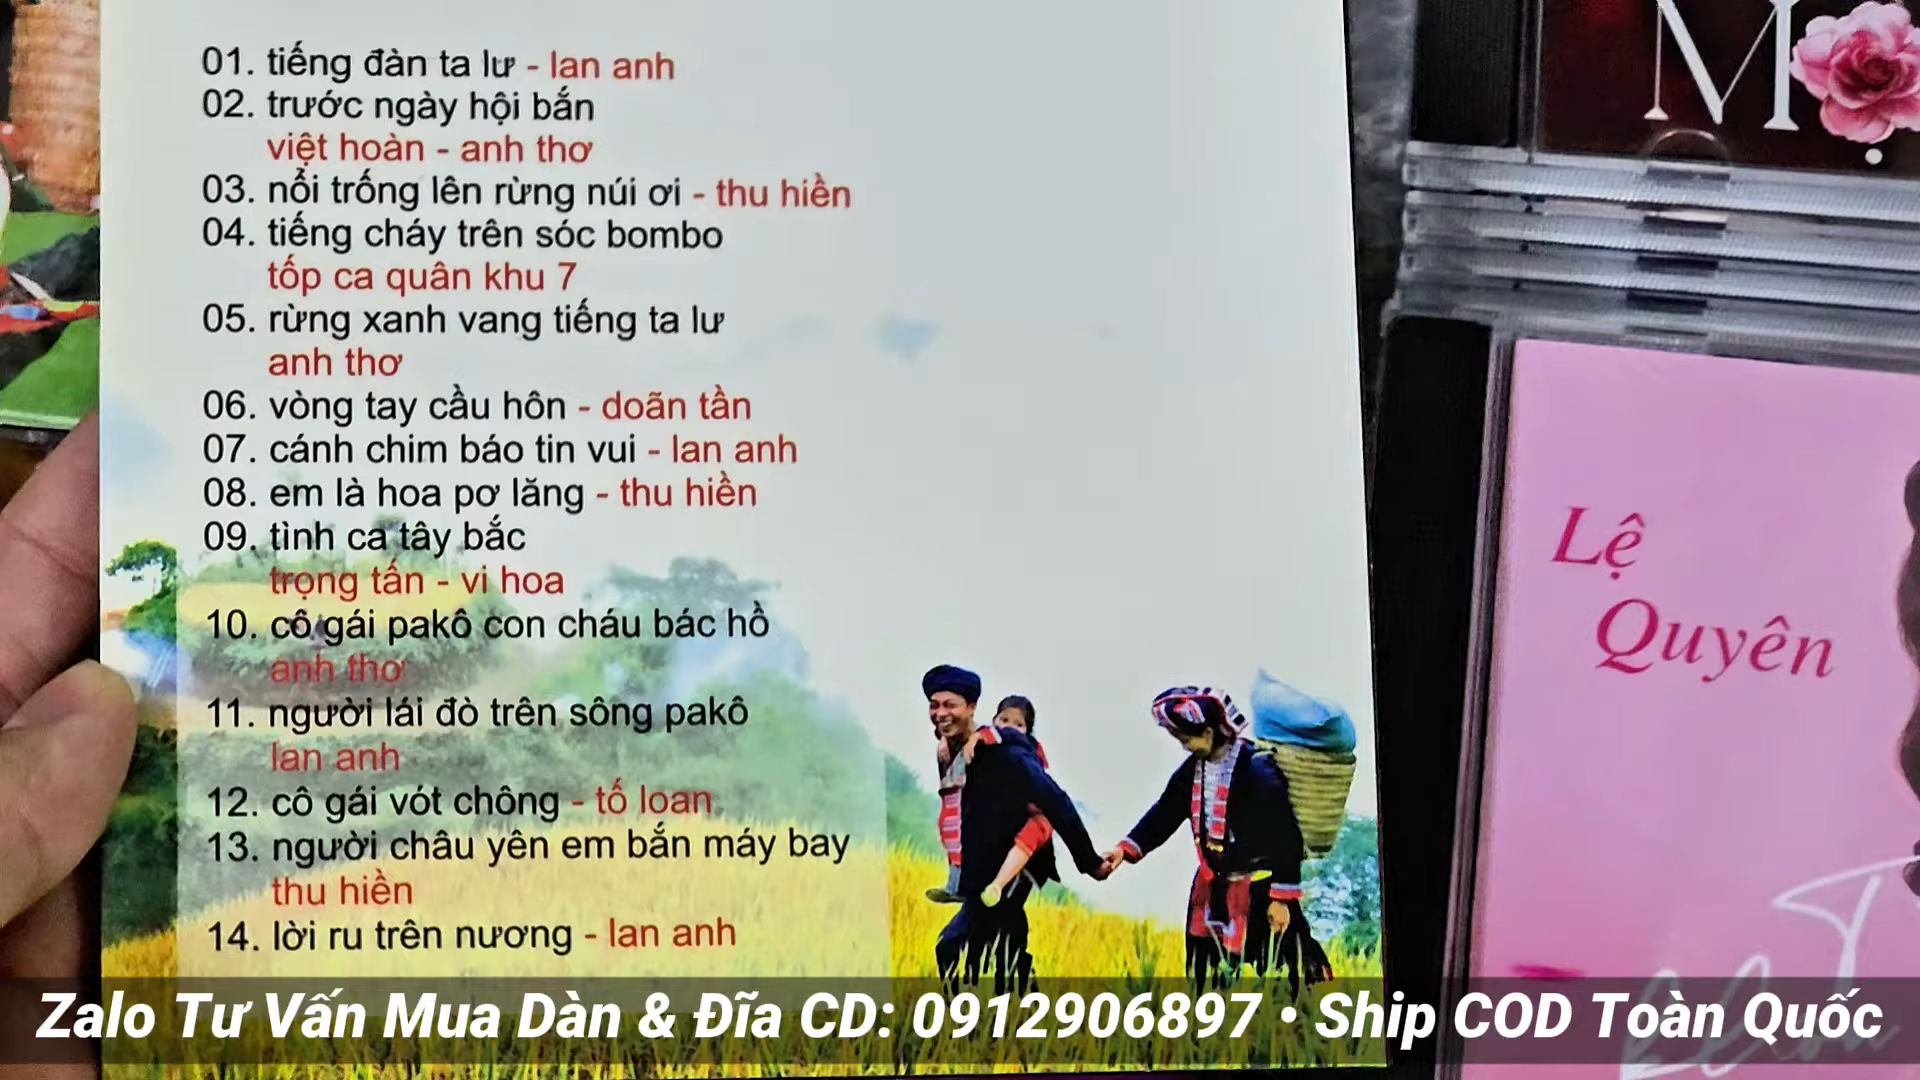 01. tiếng đàn ta lư - lan anh
02. trước ngày hội bắn
việt hoàn - anh thơ
03. nổi trống lên rừng núi ơi - thu hiền
04. tiếng cháy trên sóc bombo
tốp ca quân khu 7
05. rừng xanh vang tiếng ta lư
anh thơ
06. vòng tay cầu hôn - doãn tần
07. cánh chim báo tin vui - lan anh
08. em là hoa pơ lăng - thu hiền
09. tình ca tây bắc
trọng tấn - vi hoa
10. cô gái pakô con cháu bác hồ
anh thơ
11. người lái đò trên sông pakô
lan anh
12. cô gái vót chông - tố loan
13. người châu yên em bắn máy bay
thu hiền
14. lời ru trên nương - lan anh
M
Lệ
Quyên
Zalo Tư Vấn Mua Dàn & Đĩa CD: 0912906897 • Ship COD Toàn Quốc